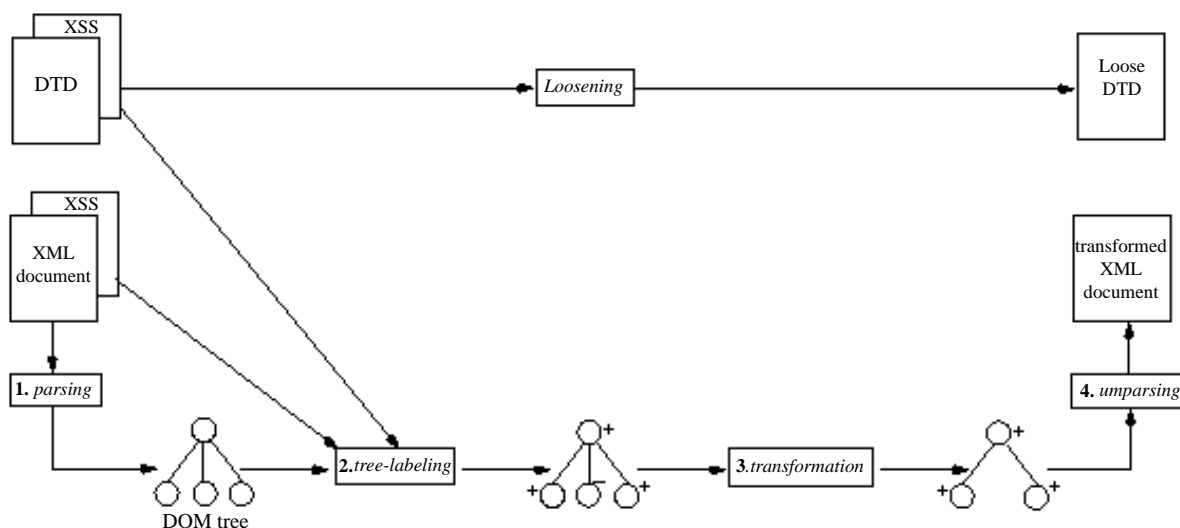 XSS
DTD
Loosening
Loose
DTD
XSS
XML
document
transformed
XML
document
1. parsing
4. umparsing
+
+
2.tree-labeling
3.transformation
+
−
+
+
+
DOM tree